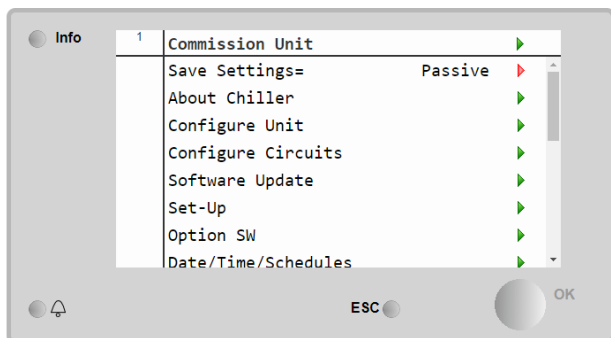 Info
1
Commission Unit
Save Settings= Passive
About Chiller
Configure Unit
Configure Circuits
Software Update
Set-Up
Option SW
Date/Time/Schedules
ESC
OK